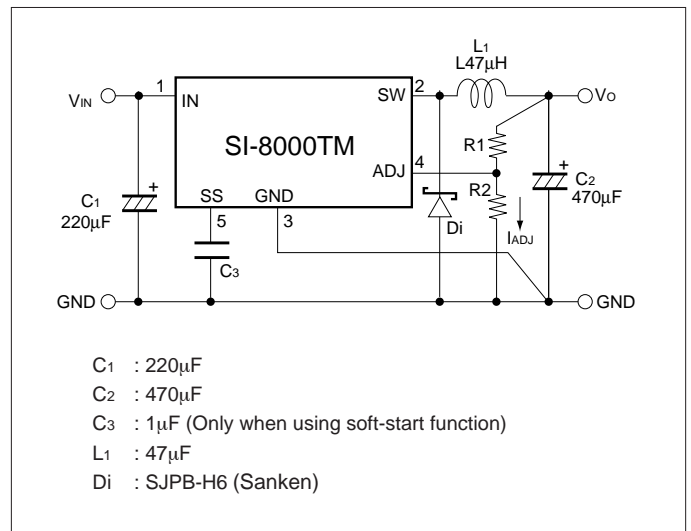 L1
L47μH
VIN
1
IN
SW
2
VO
SI-8000TM
R1
ADJ
4
C1
220μF
+
SS
GND
5
3
C3
Di
R2
IADJ
+
C2
470μF
GND
GND
C1 : 220μF
C2 : 470μF
C3 : 1μF (Only when using soft-start function)
L1 : 47μF
Di : SJPB-H6 (Sanken)